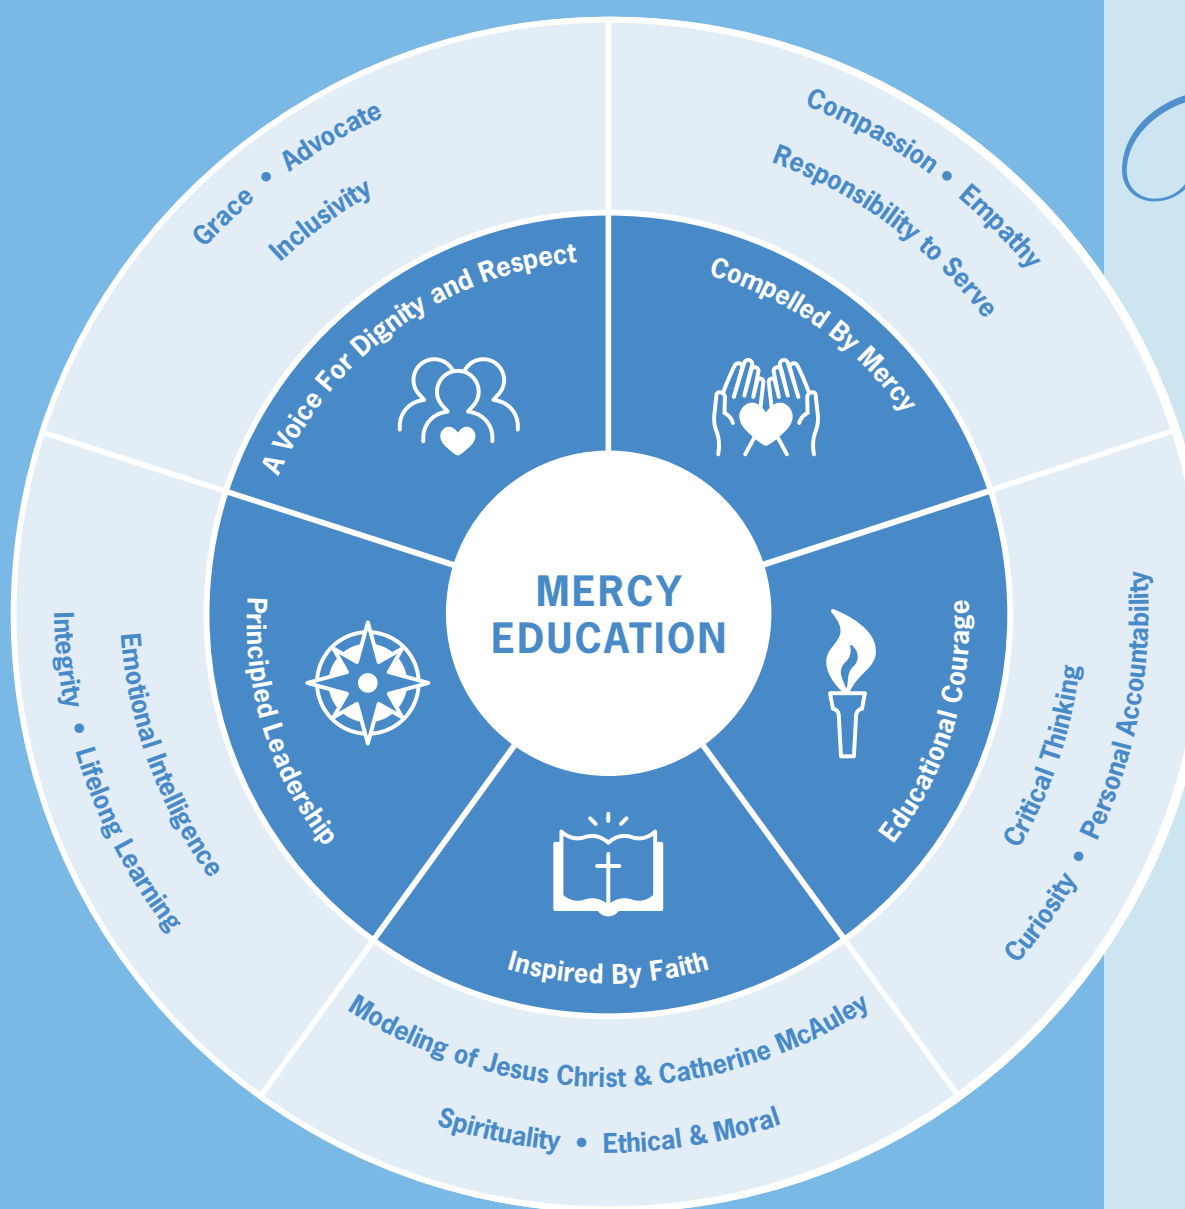 MERCY
EDUCATION
A Voice For Dignity and Respect
Grace • Advocate
Inclusivity
Compelled By Mercy
Compassion • Empathy
Responsibility to Serve
Educational Courage
Critical Thinking
Curiosity • Personal Accountability
Inspired By Faith
Modeling of Jesus Christ & Catherine McAuley
Spirituality • Ethical & Moral
Principled Leadership
Emotional Intelligence
Integrity • Lifelong Learning